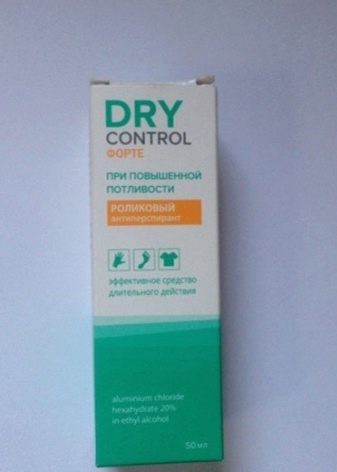 DRY
CONTROL
ФОРТЕ
ПРИ ПОВЫШЕННОЙ
ПОТЛИВОСТИ
РОЛИКОВЫЙ
антиперспирант
эффективное средство
длительного действия
aluminium chloride
hexahydrate 20%
in ethyl alcohol
50 мл